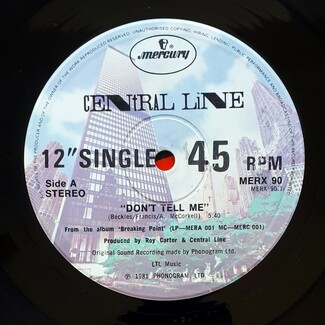 mercury
CENtRAL LiNE
12" SINGLE 45 RPM
Side A
STEREO
MERX 90
"DON'T TELL ME"
(Beckles/Francis/A. McCorkell) 5:40
From the album 'Breaking Point' (LP—MERA 001 MC—MERC 001)
Produced by Roy Carter & Central Line
Original Sound Recording made by Phonogram Ltd.
LTL Music
℗ 1981 PHONOGRAM LTD